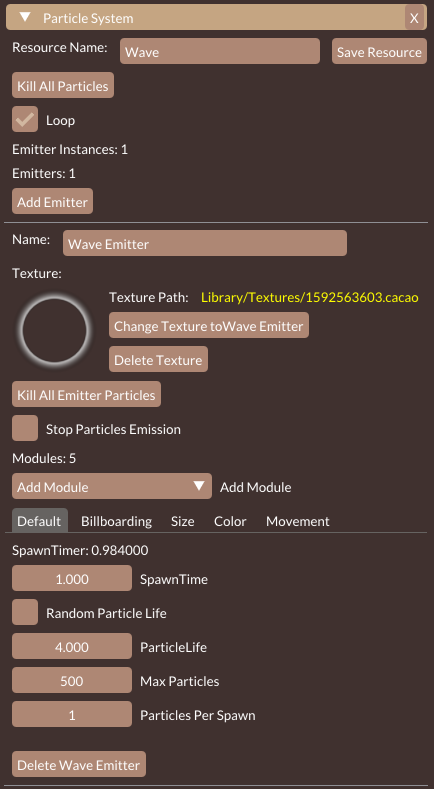 Particle System X
Resource Name: Wave Save Resource
Kill All Particles
Loop
Emitter Instances: 1
Emitters: 1
Add Emitter
Name: Wave Emitter
Texture:
Texture Path: Library/Textures/1592563603.cacao
Change Texture toWave Emitter
Delete Texture
Kill All Emitter Particles
Stop Particles Emission
Modules: 5
Add Module Add Module
Default Billboarding Size Color Movement
SpawnTimer: 0.984000
1.000 SpawnTime
Random Particle Life
4.000 ParticleLife
500 Max Particles
1 Particles Per Spawn
Delete Wave Emitter